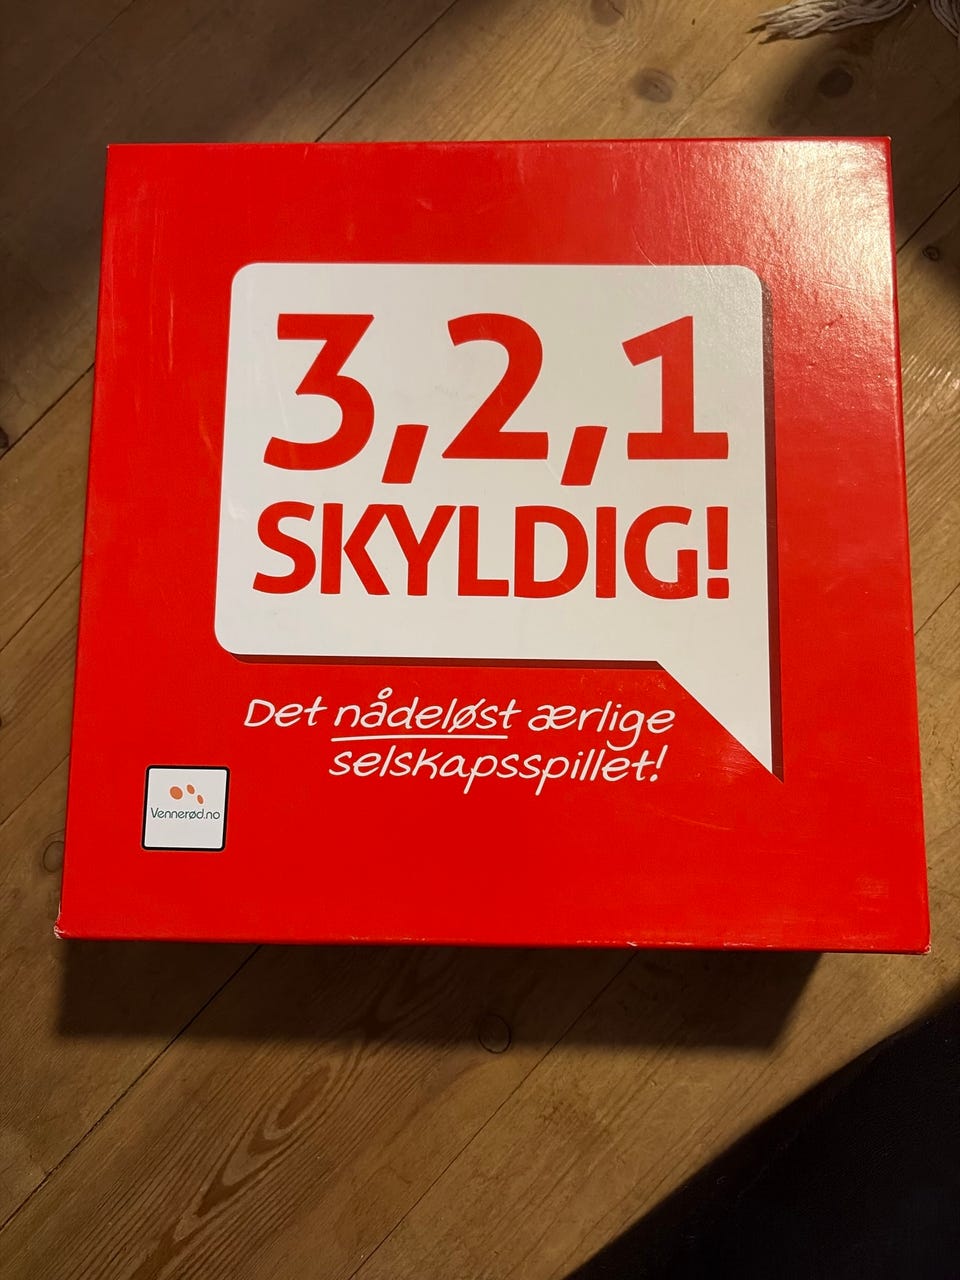 3,2,1
SKYLDIG!
Det nådeløst ærlige
selskapsspillet!
Vennerød.no